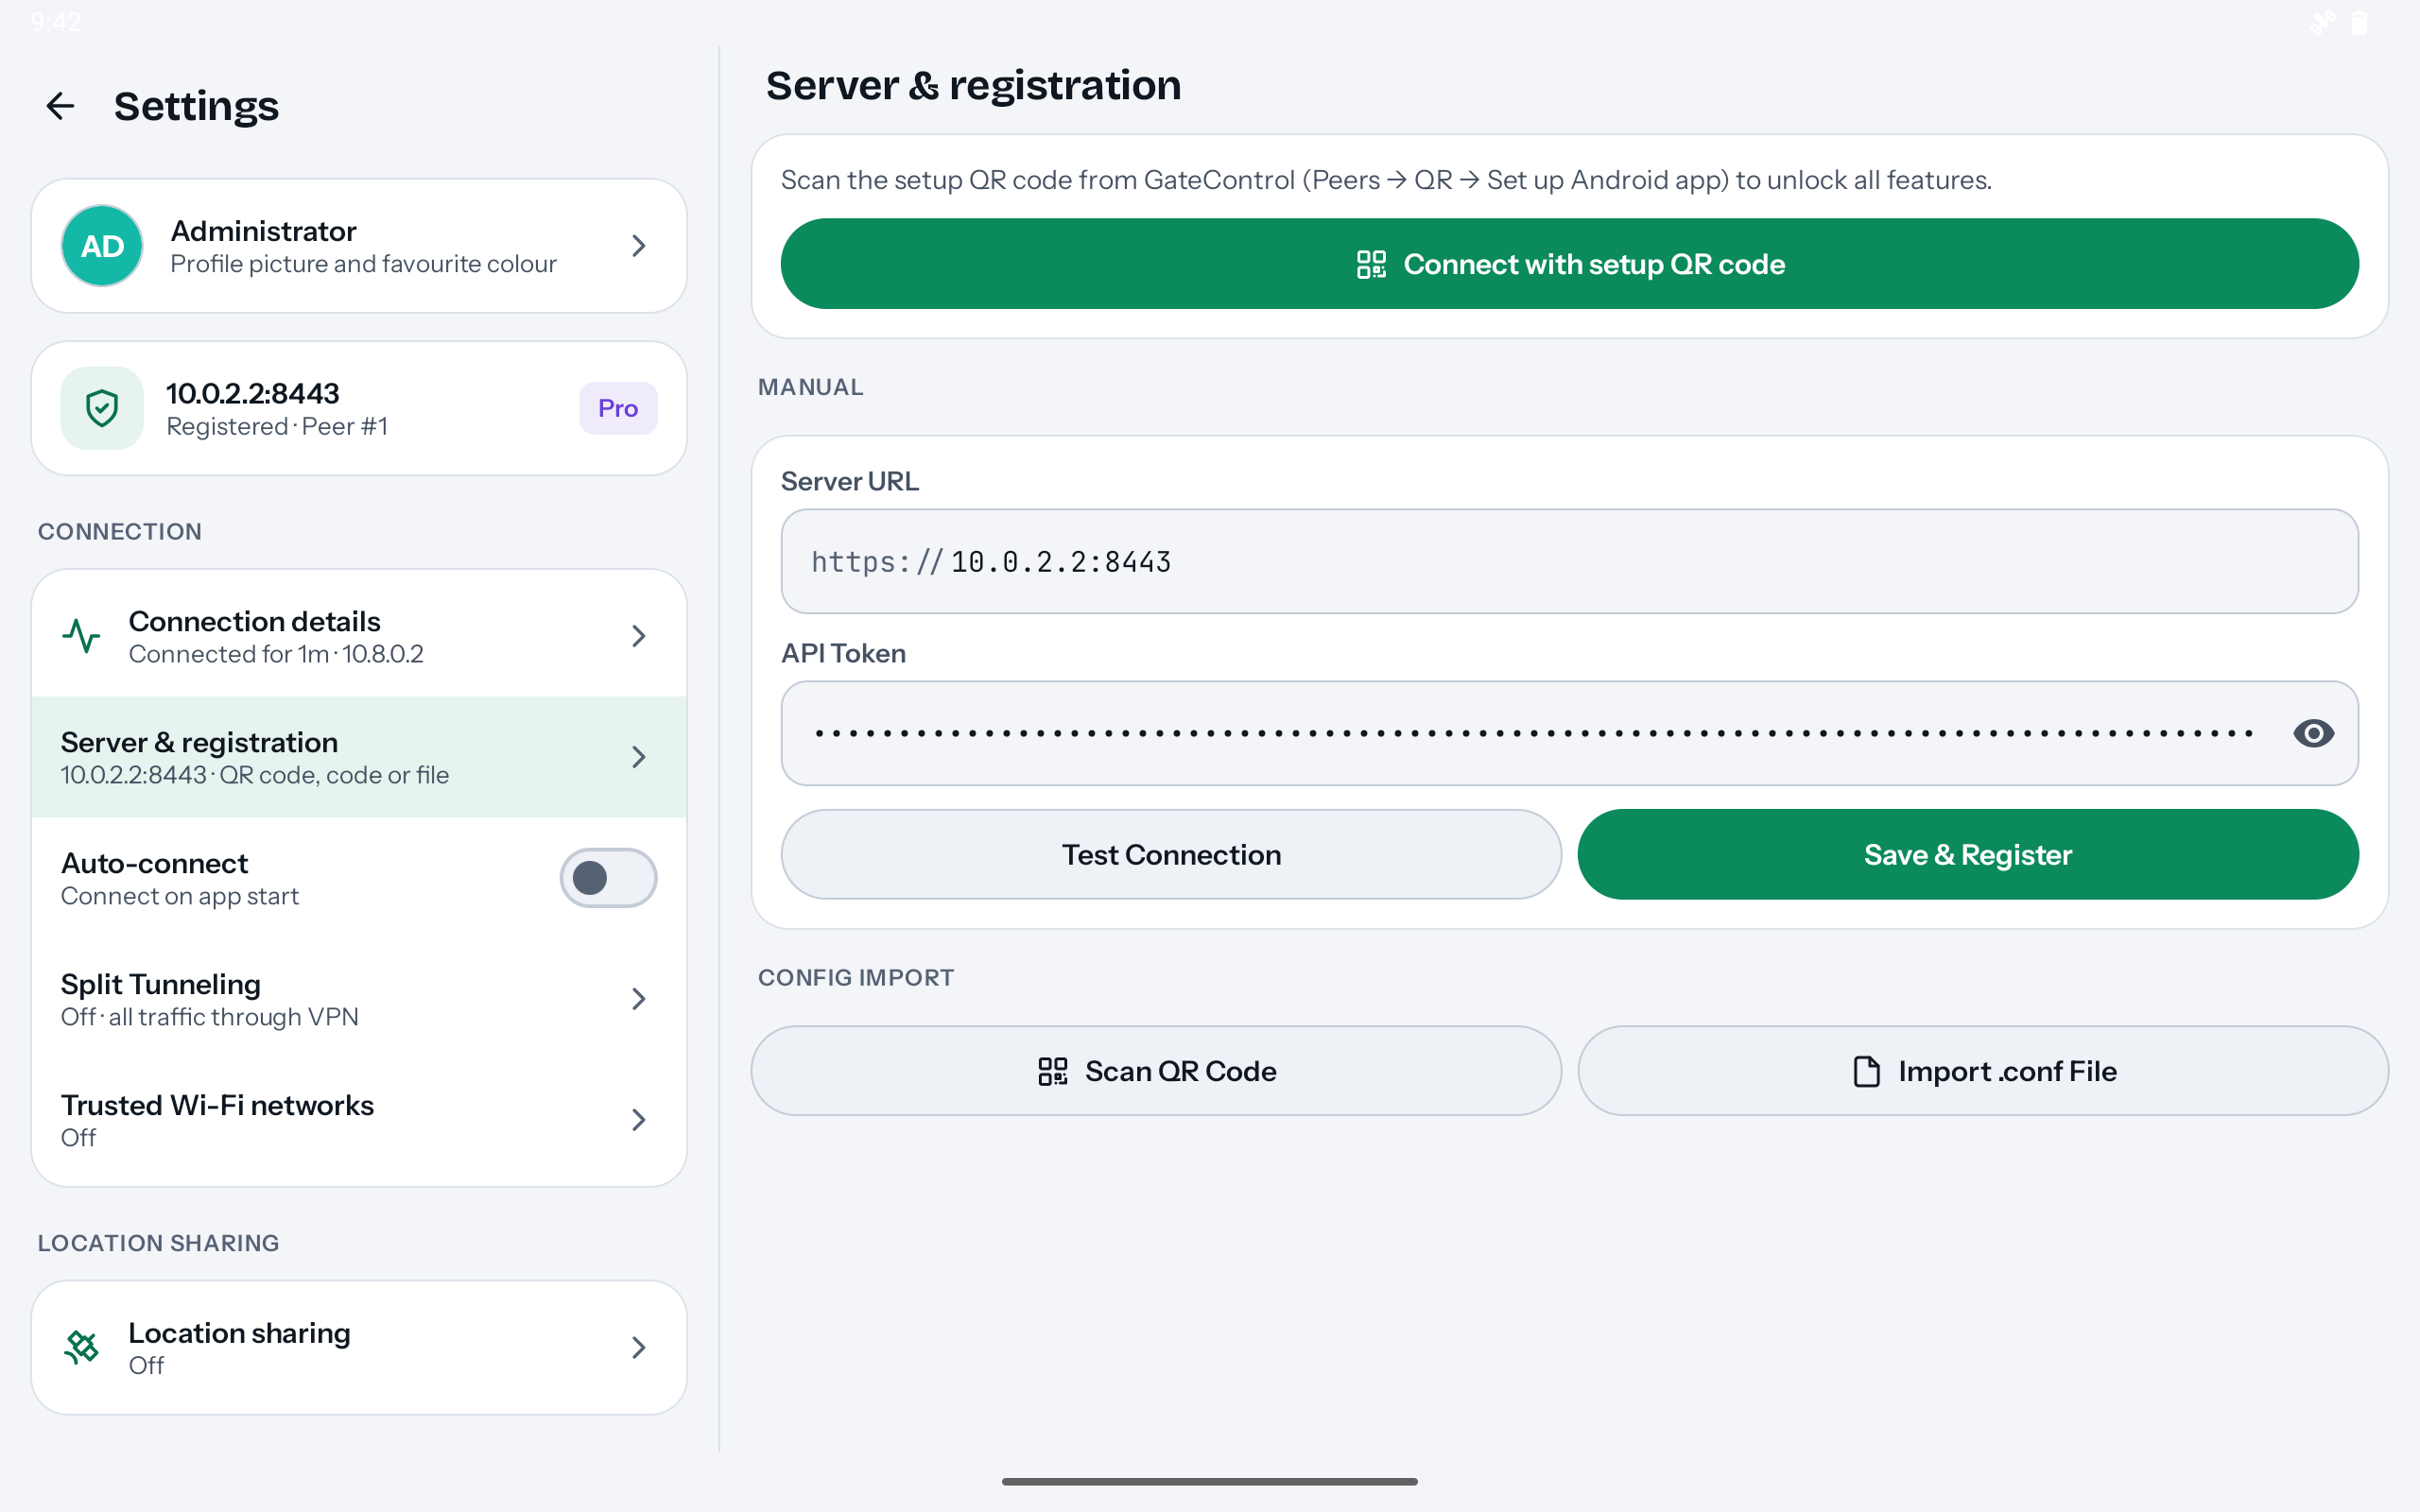 9:42
Settings
AD
Administrator
Profile picture and favourite colour
10.0.2.2:8443
Registered · Peer #1
Pro
CONNECTION
Connection details
Connected for 1m · 10.8.0.2
Server & registration
10.0.2.2:8443 · QR code, code or file
Auto-connect
Connect on app start
Split Tunneling
Off · all traffic through VPN
Trusted Wi-Fi networks
Off
LOCATION SHARING
Location sharing
Off
Server & registration
Scan the setup QR code from GateControl (Peers → QR → Set up Android app) to unlock all features.
Connect with setup QR code
MANUAL
Server URL
https:// 10.0.2.2:8443
API Token
Test Connection
Save & Register
CONFIG IMPORT
Scan QR Code
Import .conf File